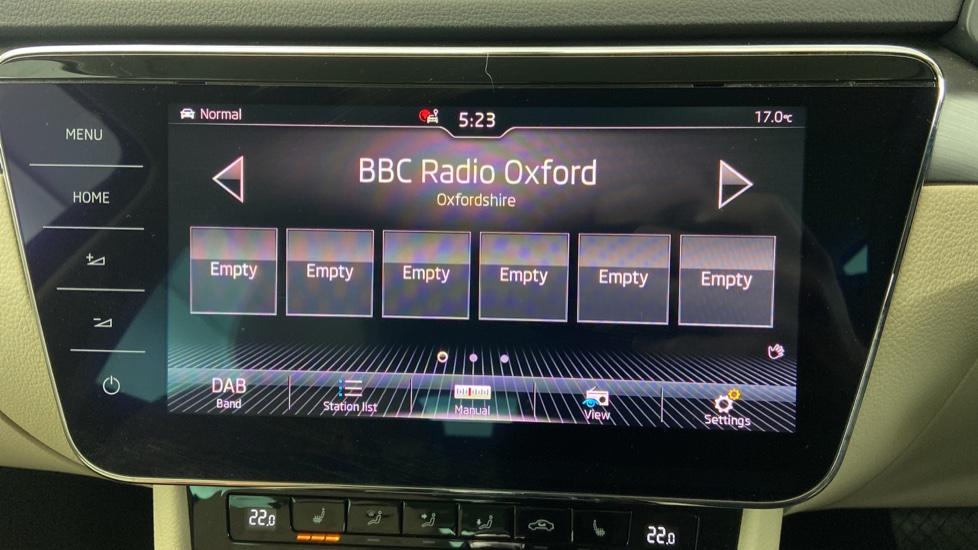 Normal 5:23 17.0°C
MENU
BBC Radio Oxford
Oxfordshire
HOME
Empty Empty Empty Empty Empty Empty
DAB
Band Station list Manual View Settings
22.0 22.0